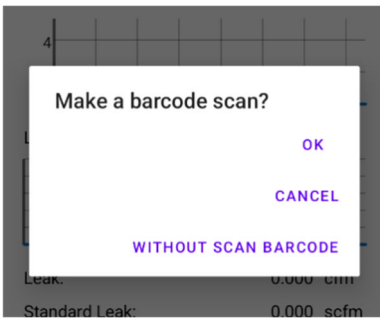 4
Make a barcode scan?
L
OK
CANCEL
WITHOUT SCAN BARCODE
Leak: 0.000 cfm
Standard Leak: 0.000 scfm